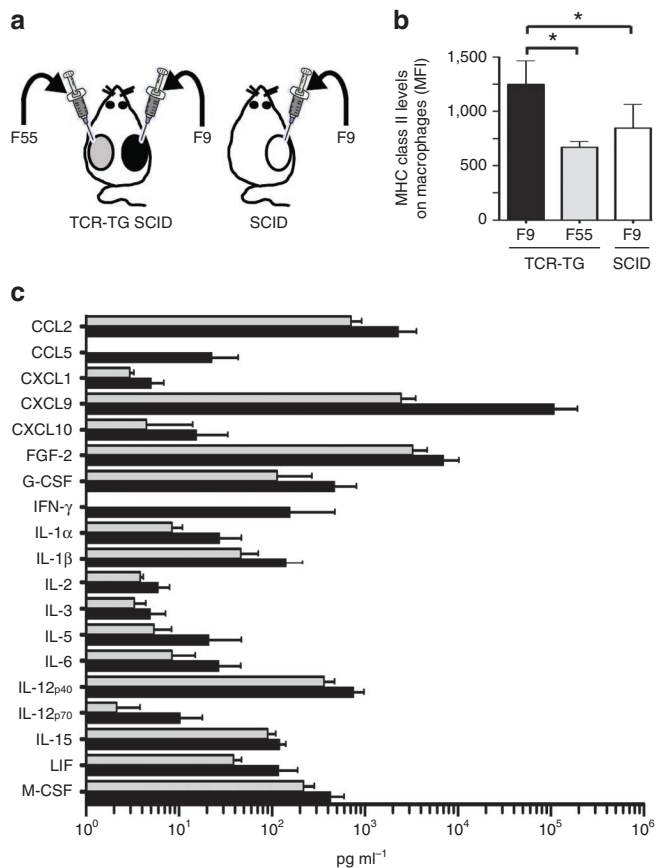 a
F55
F9
F9
TCR-TG SCID
SCID
b
*
*
MHC class II levels
on macrophages (MFI)
1,500
1,000
500
0
F9
F55
F9
TCR-TG
SCID
c
CCL2
CCL5
CXCL1
CXCL9
CXCL10
FGF-2
G-CSF
IFN-γ
IL-1α
IL-1β
IL-2
IL-3
IL-5
IL-6
IL-12p40
IL-12p70
IL-15
LIF
M-CSF
10⁰ 10¹ 10² 10³ 10⁴ 10⁵ 10⁶
pg ml⁻¹